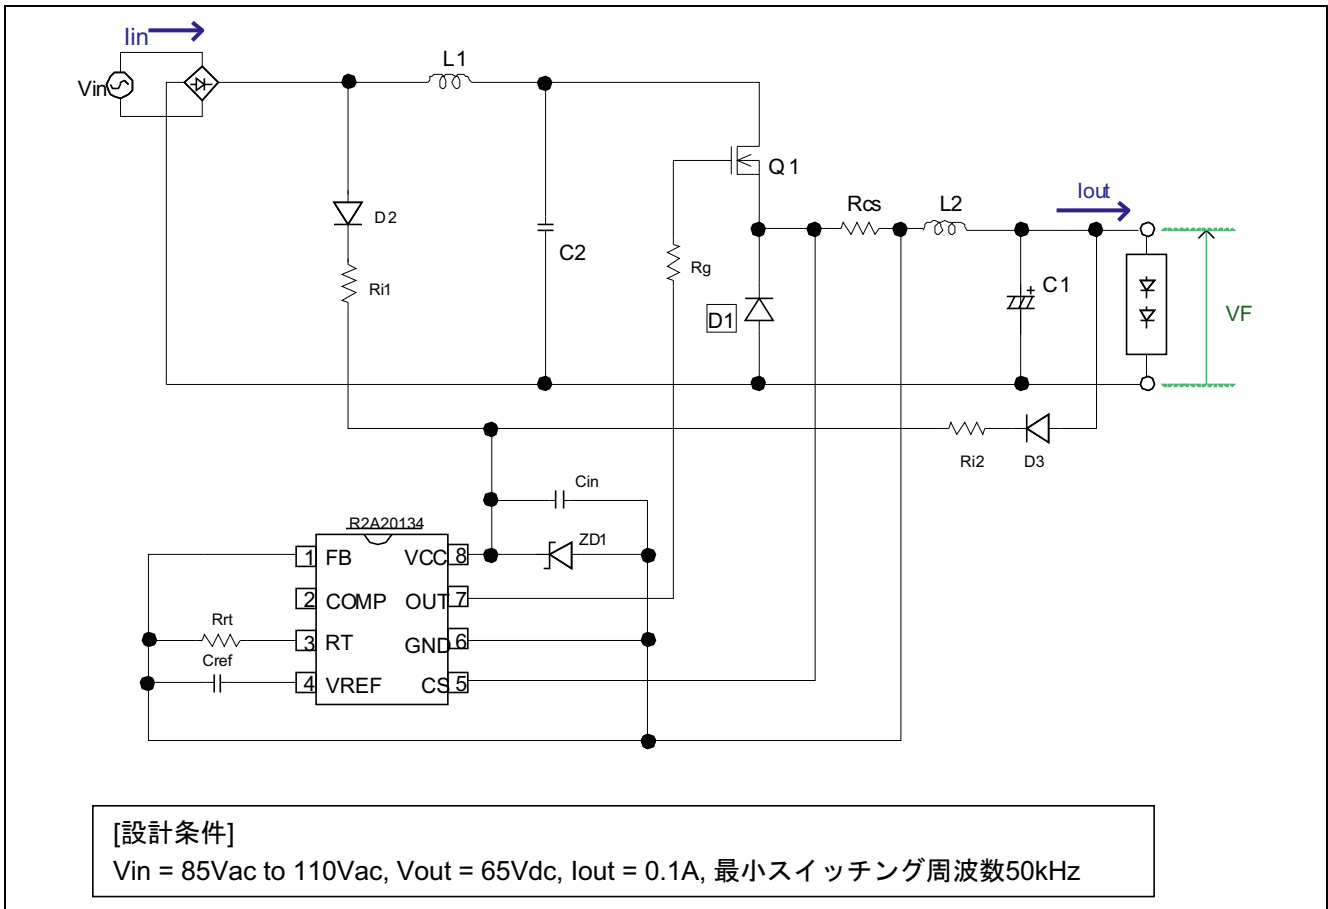 Iin
Vin
L1
C2
Q1
D2
Ri1
Rg
D1
Rcs
L2
Iout
C1
VF
Ri2
D3
Cin
ZD1
R2A20134
1 FB
VCC 8
2 COMP
OUT 7
3 RT
GND 6
4 VREF
CS 5
Rrt
Cref
+
[設計条件]
Vin = 85Vac to 110Vac, Vout = 65Vdc, Iout = 0.1A, 最小スイッチング周波数50kHz